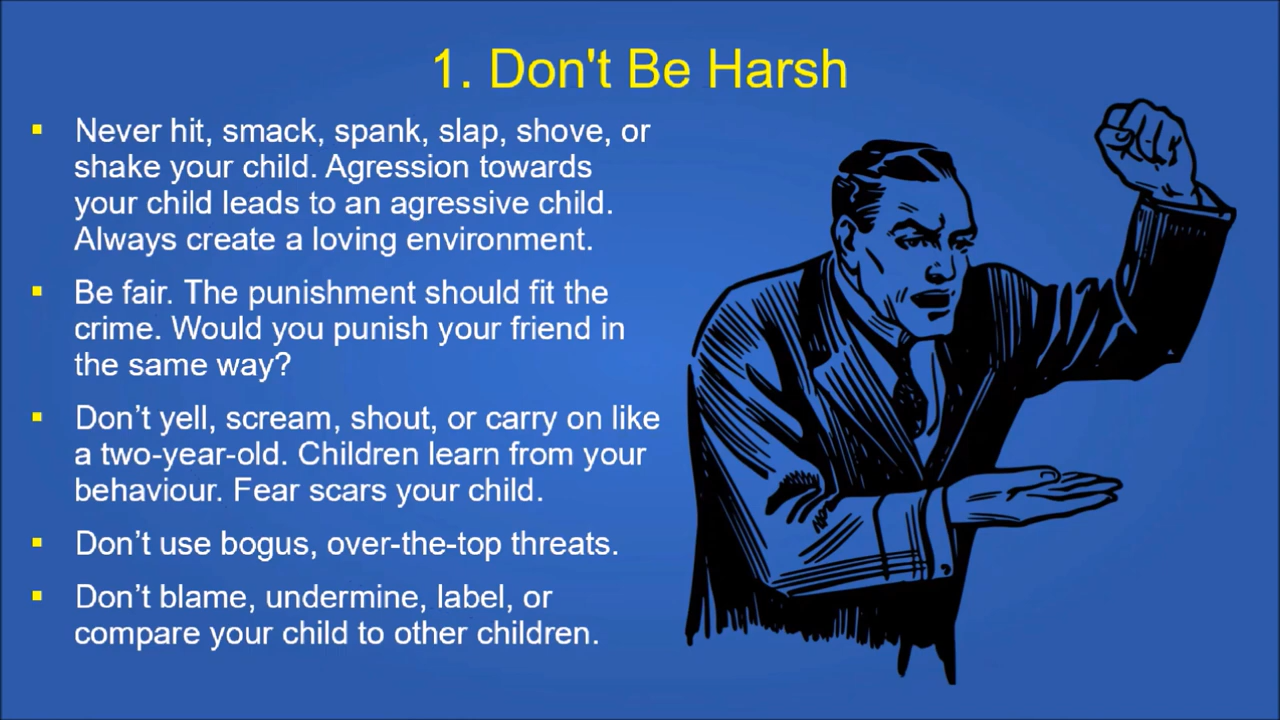 1. Don't Be Harsh
▪ Never hit, smack, spank, slap, shove, or
shake your child. Agression towards
your child leads to an agressive child.
Always create a loving environment.
▪ Be fair. The punishment should fit the
crime. Would you punish your friend in
the same way?
▪ Don’t yell, scream, shout, or carry on like
a two-year-old. Children learn from your
behaviour. Fear scars your child.
▪ Don’t use bogus, over-the-top threats.
▪ Don’t blame, undermine, label, or
compare your child to other children.